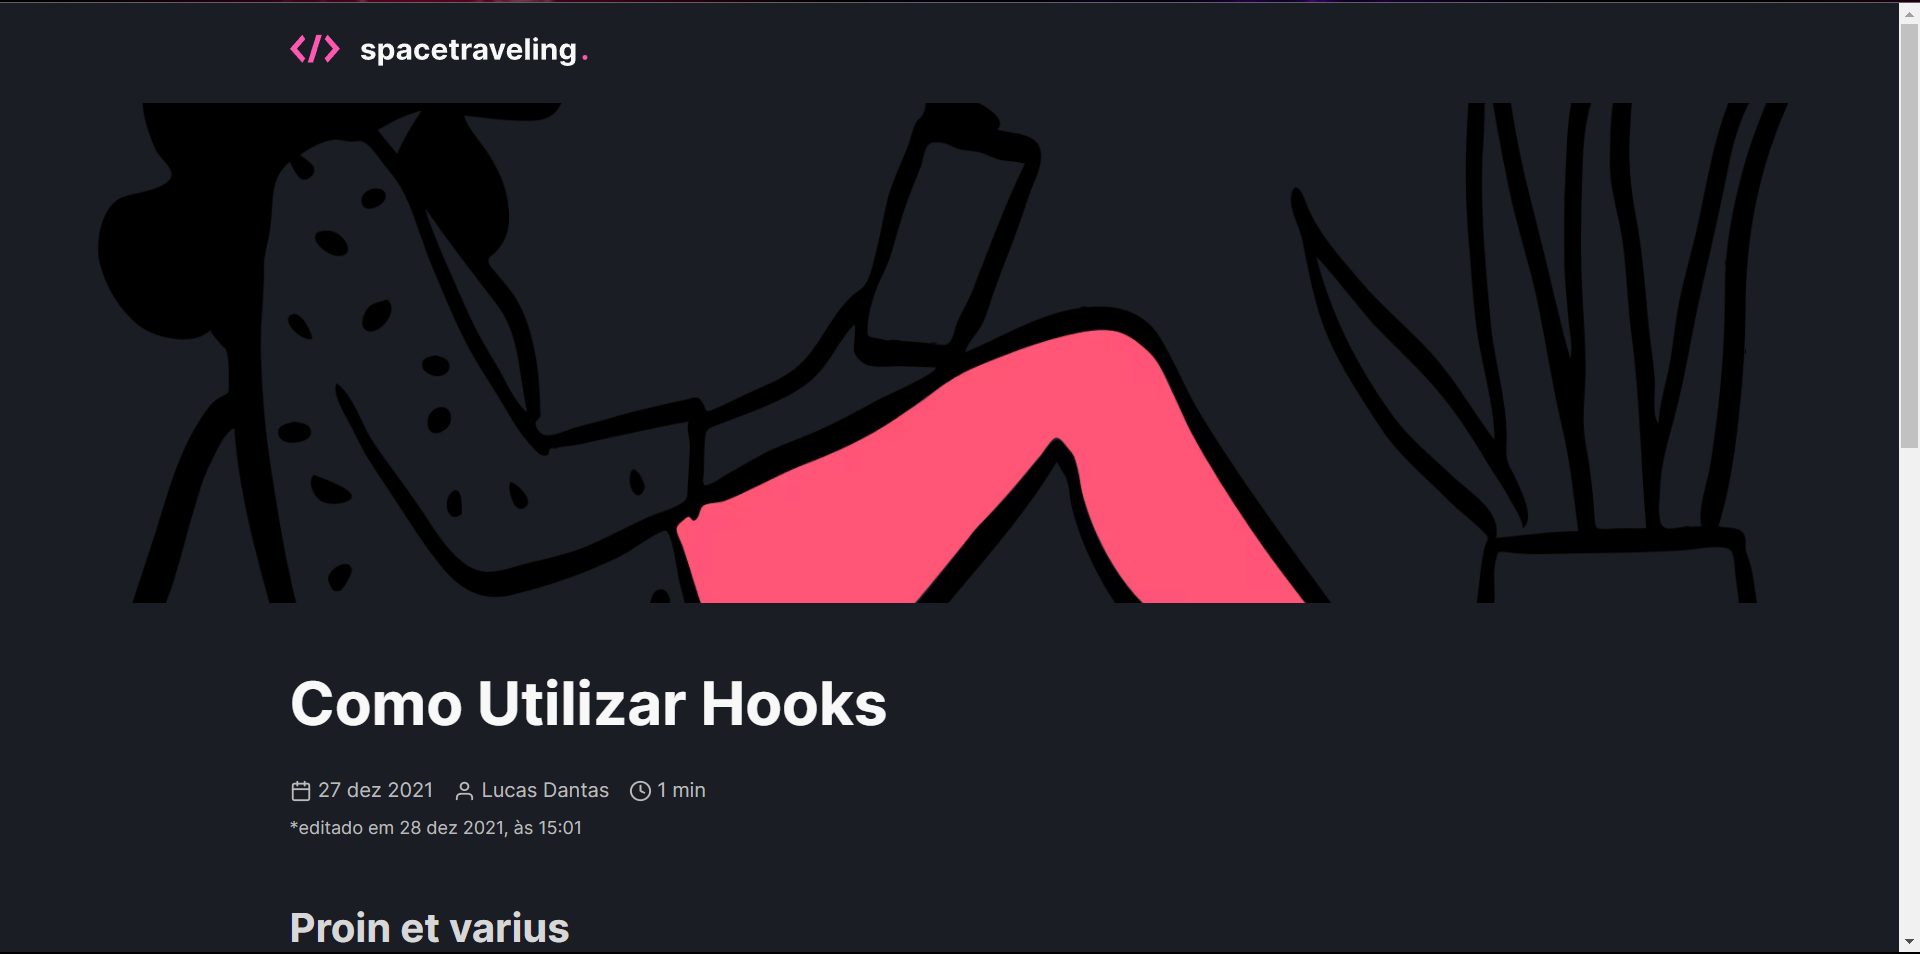 </> spacetraveling.
Como Utilizar Hooks
27 dez 2021 Lucas Dantas 1 min
*editado em 28 dez 2021, às 15:01
Proin et varius